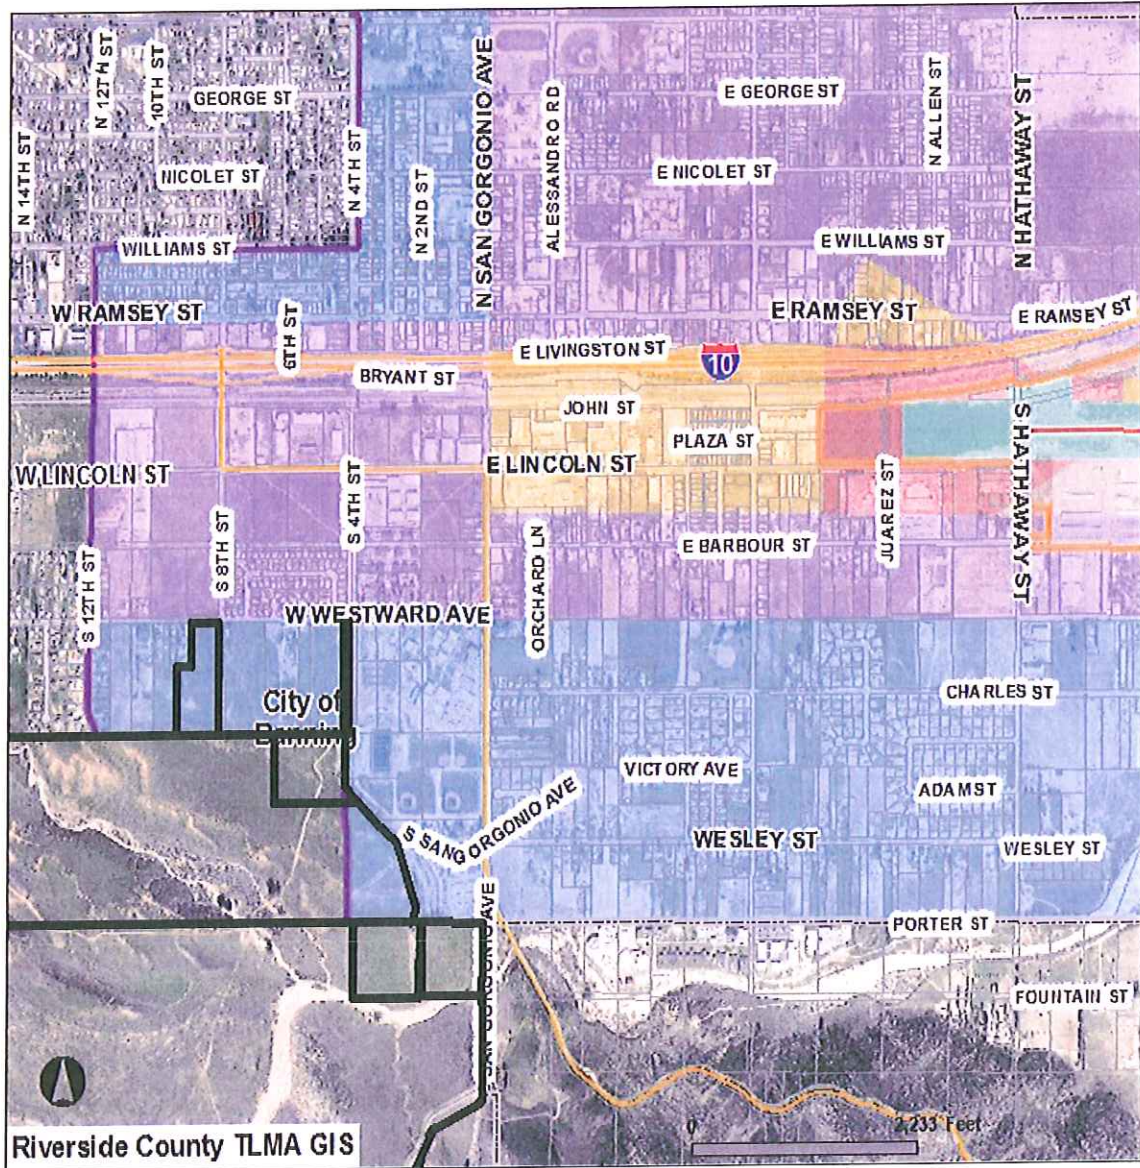 N 14TH ST
N 12TH ST
10TH ST
GEORGE ST
NICOLET ST
WILLIAMS ST
N 4TH ST
N 2ND ST
N SAN GORGONIO AVE
ALESSANDRO RD
E GEORGE ST
E NICOLET ST
N ALLEN ST
E WILLIAMS ST
N HATHAWAY ST
W RAMSEY ST
6TH ST
E RAMSEY ST
E RAMSEY ST
E LIVINGSTON ST
10
BRYANT ST
JOHN ST
PLAZA ST
W LINCOLN ST
E LINCOLN ST
S 12TH ST
S 8TH ST
S 4TH ST
ORCHARD LN
E BARBOUR ST
JUAREZ ST
S HATHAWAY ST
W WESTWARD AVE
City of
Banning
CHARLES ST
VICTORY AVE
ADAM ST
S SAN GORGONIO AVE
WESLEY ST
WESLEY ST
PORTER ST
S SAN GORGONIO AVE
FOUNTAIN ST
0
2,233 Feet
Riverside County TLMA GIS